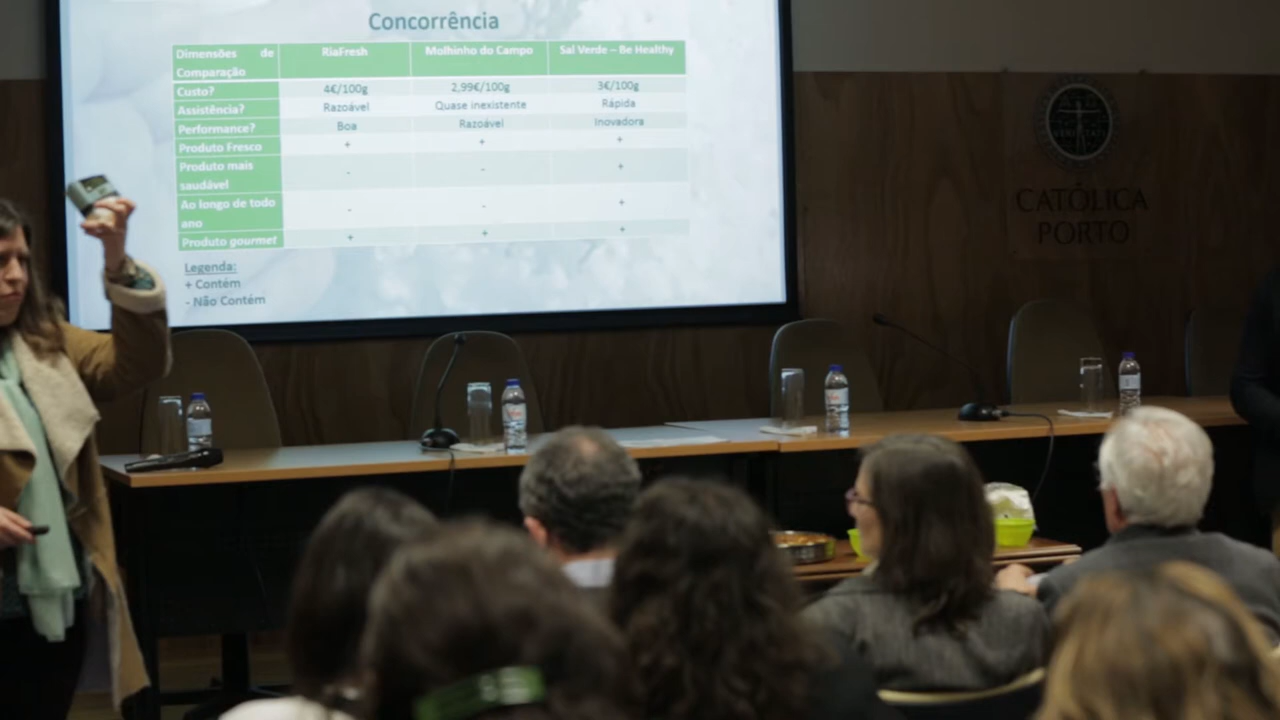 Concorrência
Dimensões de Comparação RiaFresh Molhinho do Campo Sal Verde – Be Healthy
Custo? 4€/100g 2,99€/100g 3€/100g
Assistência? Razoável Quase inexistente Rápida
Performance? Boa Razoável Inovadora
Produto Fresco + + +
Produto mais saudável - - +
Ao longo de todo ano - - +
Produto gourmet + + +
Legenda:
+ Contém
- Não Contém
CATÓLICA
PORTO